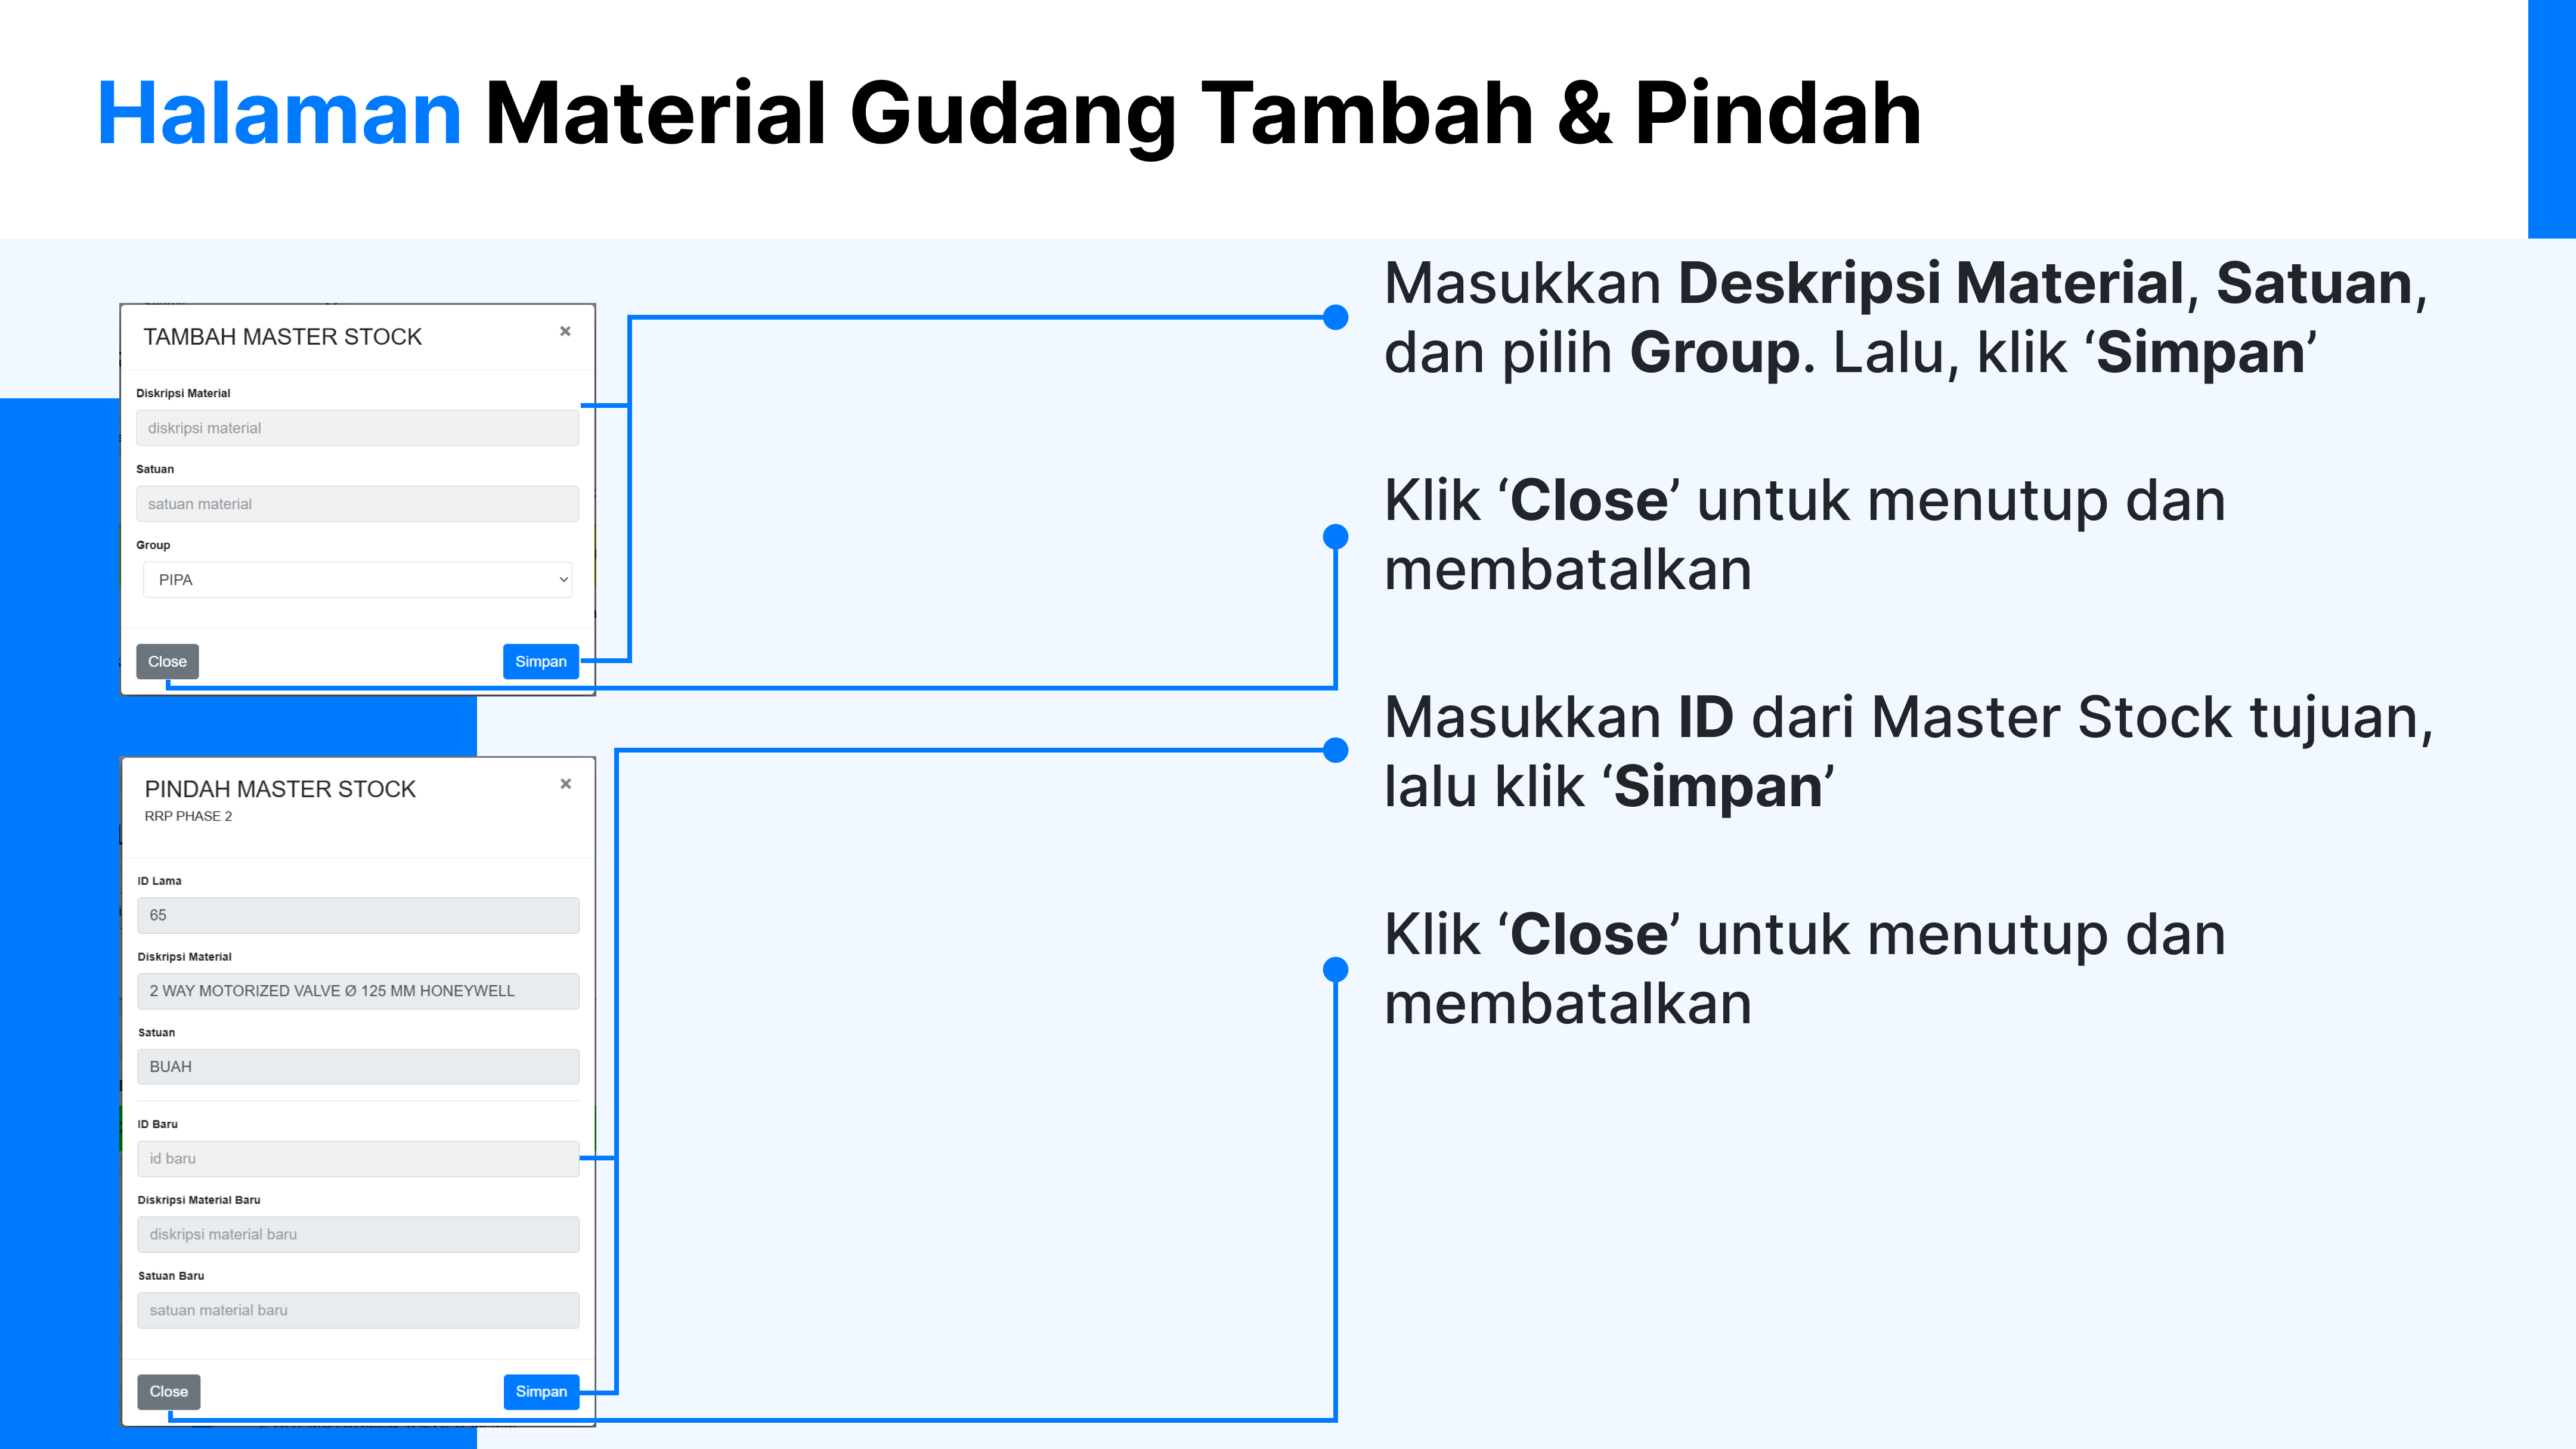 Halaman Material Gudang Tambah & Pindah
TAMBAH MASTER STOCK ×
Diskripsi Material
diskripsi material
Satuan
satuan material
Group
PIPA
Close Simpan
PINDAH MASTER STOCK ×
RRP PHASE 2
ID Lama
65
Diskripsi Material
2 WAY MOTORIZED VALVE Ø 125 MM HONEYWELL
Satuan
BUAH
ID Baru
id baru
Diskripsi Material Baru
diskripsi material baru
Satuan Baru
satuan material baru
Close Simpan
Masukkan Deskripsi Material, Satuan,
dan pilih Group. Lalu, klik ‘Simpan’
Klik ‘Close’ untuk menutup dan
membatalkan
Masukkan ID dari Master Stock tujuan,
lalu klik ‘Simpan’
Klik ‘Close’ untuk menutup dan
membatalkan